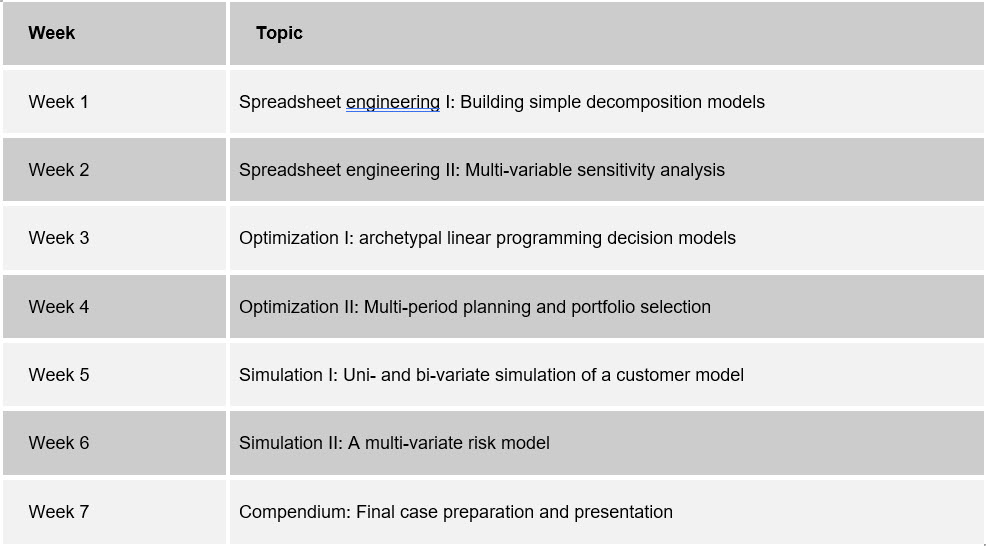 Week Topic
Week 1 Spreadsheet engineering I: Building simple decomposition models
Week 2 Spreadsheet engineering II: Multi-variable sensitivity analysis
Week 3 Optimization I: archetypal linear programming decision models
Week 4 Optimization II: Multi-period planning and portfolio selection
Week 5 Simulation I: Uni- and bi-variate simulation of a customer model
Week 6 Simulation II: A multi-variate risk model
Week 7 Compendium: Final case preparation and presentation